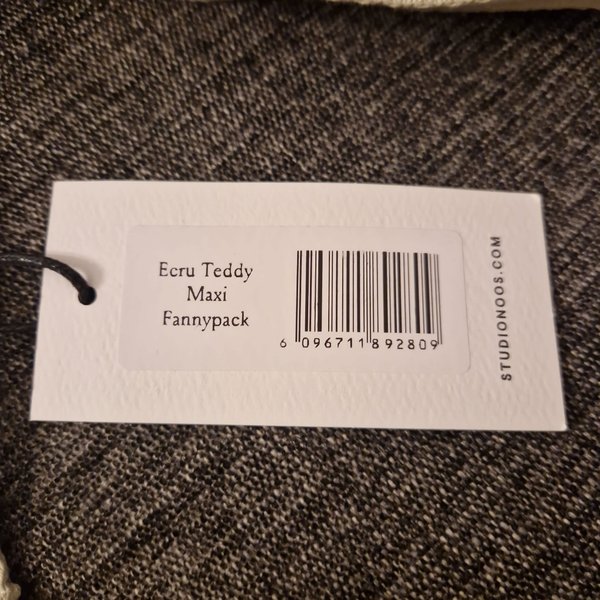 Ecru Teddy
Maxi
Fannypack
6 096711 892809
STUDIONOOS.COM